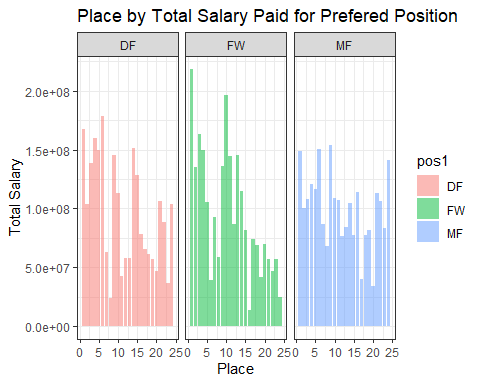 Place by Total Salary Paid for Prefered Position
DF FW MF
2.0e+08
1.5e+08
1.0e+08
5.0e+07
0.0e+00
Total Salary
0 5 10 15 20 25 0 5 10 15 20 25 0 5 10 15 20 25
Place
pos1
DF
FW
MF